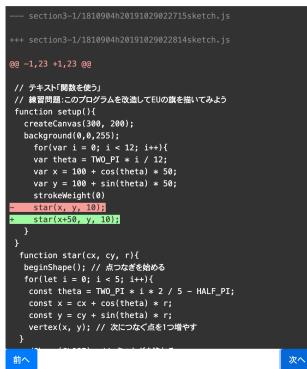 --- section3-1/1810904h20191029022715sketch.js
+++ section3-1/1810904h20191029022814sketch.js
@@ -1,23 +1,23 @@
// テキスト「関数を使う」
// 練習問題:このプログラムを改造してEUの旗を描いてみよう
function setup(){
createCanvas(300, 200);
background(0,0,255);
for(var i = 0; i < 12; i++){
var theta = TWO_PI * i / 12;
var x = 100 + cos(theta) * 50;
var y = 100 + sin(theta) * 50;
strokeWeight(0)
- star(x, y, 10);
+ star(x+50, y, 10);
}
}
function star(cx, cy, r){
beginShape(); // 点つなぎを始める
for(let i = 0; i < 5; i++){
const theta = TWO_PI * i * 2 / 5 - HALF_PI;
const x = cx + cos(theta) * r;
const y = cy + sin(theta) * r;
vertex(x, y); // 次につなぐ点を1つ増やす
}
前へ
次へ